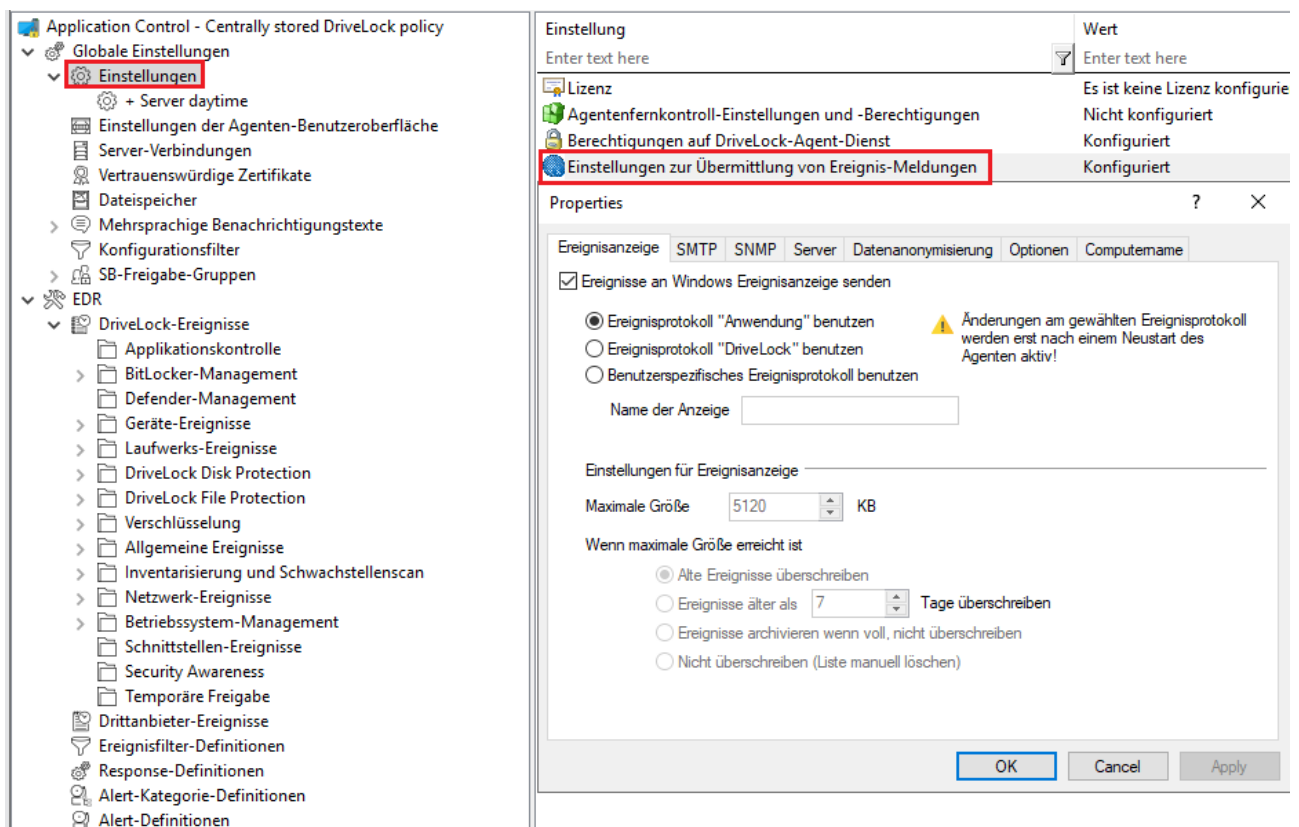 Application Control - Centrally stored DriveLock policy
Globale Einstellungen
Einstellungen
+ Server daytime
Einstellungen der Agenten-Benutzeroberfläche
Server-Verbindungen
Vertrauenswürdige Zertifikate
Dateispeicher
Mehrsprachige Benachrichtigungstexte
Konfigurationsfilter
SB-Freigabe-Gruppen
EDR
DriveLock-Ereignisse
Applikationskontrolle
BitLocker-Management
Defender-Management
Geräte-Ereignisse
Laufwerks-Ereignisse
DriveLock Disk Protection
DriveLock File Protection
Verschlüsselung
Allgemeine Ereignisse
Inventarisierung und Schwachstellenscan
Netzwerk-Ereignisse
Betriebssystem-Management
Schnittstellen-Ereignisse
Security Awareness
Temporäre Freigabe
Drittanbieter-Ereignisse
Ereignisfilter-Definitionen
Response-Definitionen
Alert-Kategorie-Definitionen
Alert-Definitionen
Einstellung Wert
Enter text here Enter text here
Lizenz Es ist keine Lizenz konfigurie
Agentenfernkontroll-Einstellungen und -Berechtigungen Nicht konfiguriert
Berechtigungen auf DriveLock-Agent-Dienst Konfiguriert
Einstellungen zur Übermittlung von Ereignis-Meldungen Konfiguriert
Properties ?
Ereignisanzeige SMTP SNMP Server Datenanonymisierung Optionen Computername
Ereignisse an Windows Ereignisanzeige senden
Ereignisprotokoll "Anwendung" benutzen
Ereignisprotokoll "DriveLock" benutzen
Benutzerspezifisches Ereignisprotokoll benutzen
Änderungen am gewählten Ereignisprotokoll
werden erst nach einem Neustart des
Agenten aktiv!
Name der Anzeige
Einstellungen für Ereignisanzeige
Maximale Größe 5120 KB
Wenn maximale Größe erreicht ist
Alte Ereignisse überschreiben
Ereignisse älter als 7 Tage überschreiben
Ereignisse archivieren wenn voll, nicht überschreiben
Nicht überschreiben (Liste manuell löschen)
OK Cancel Apply